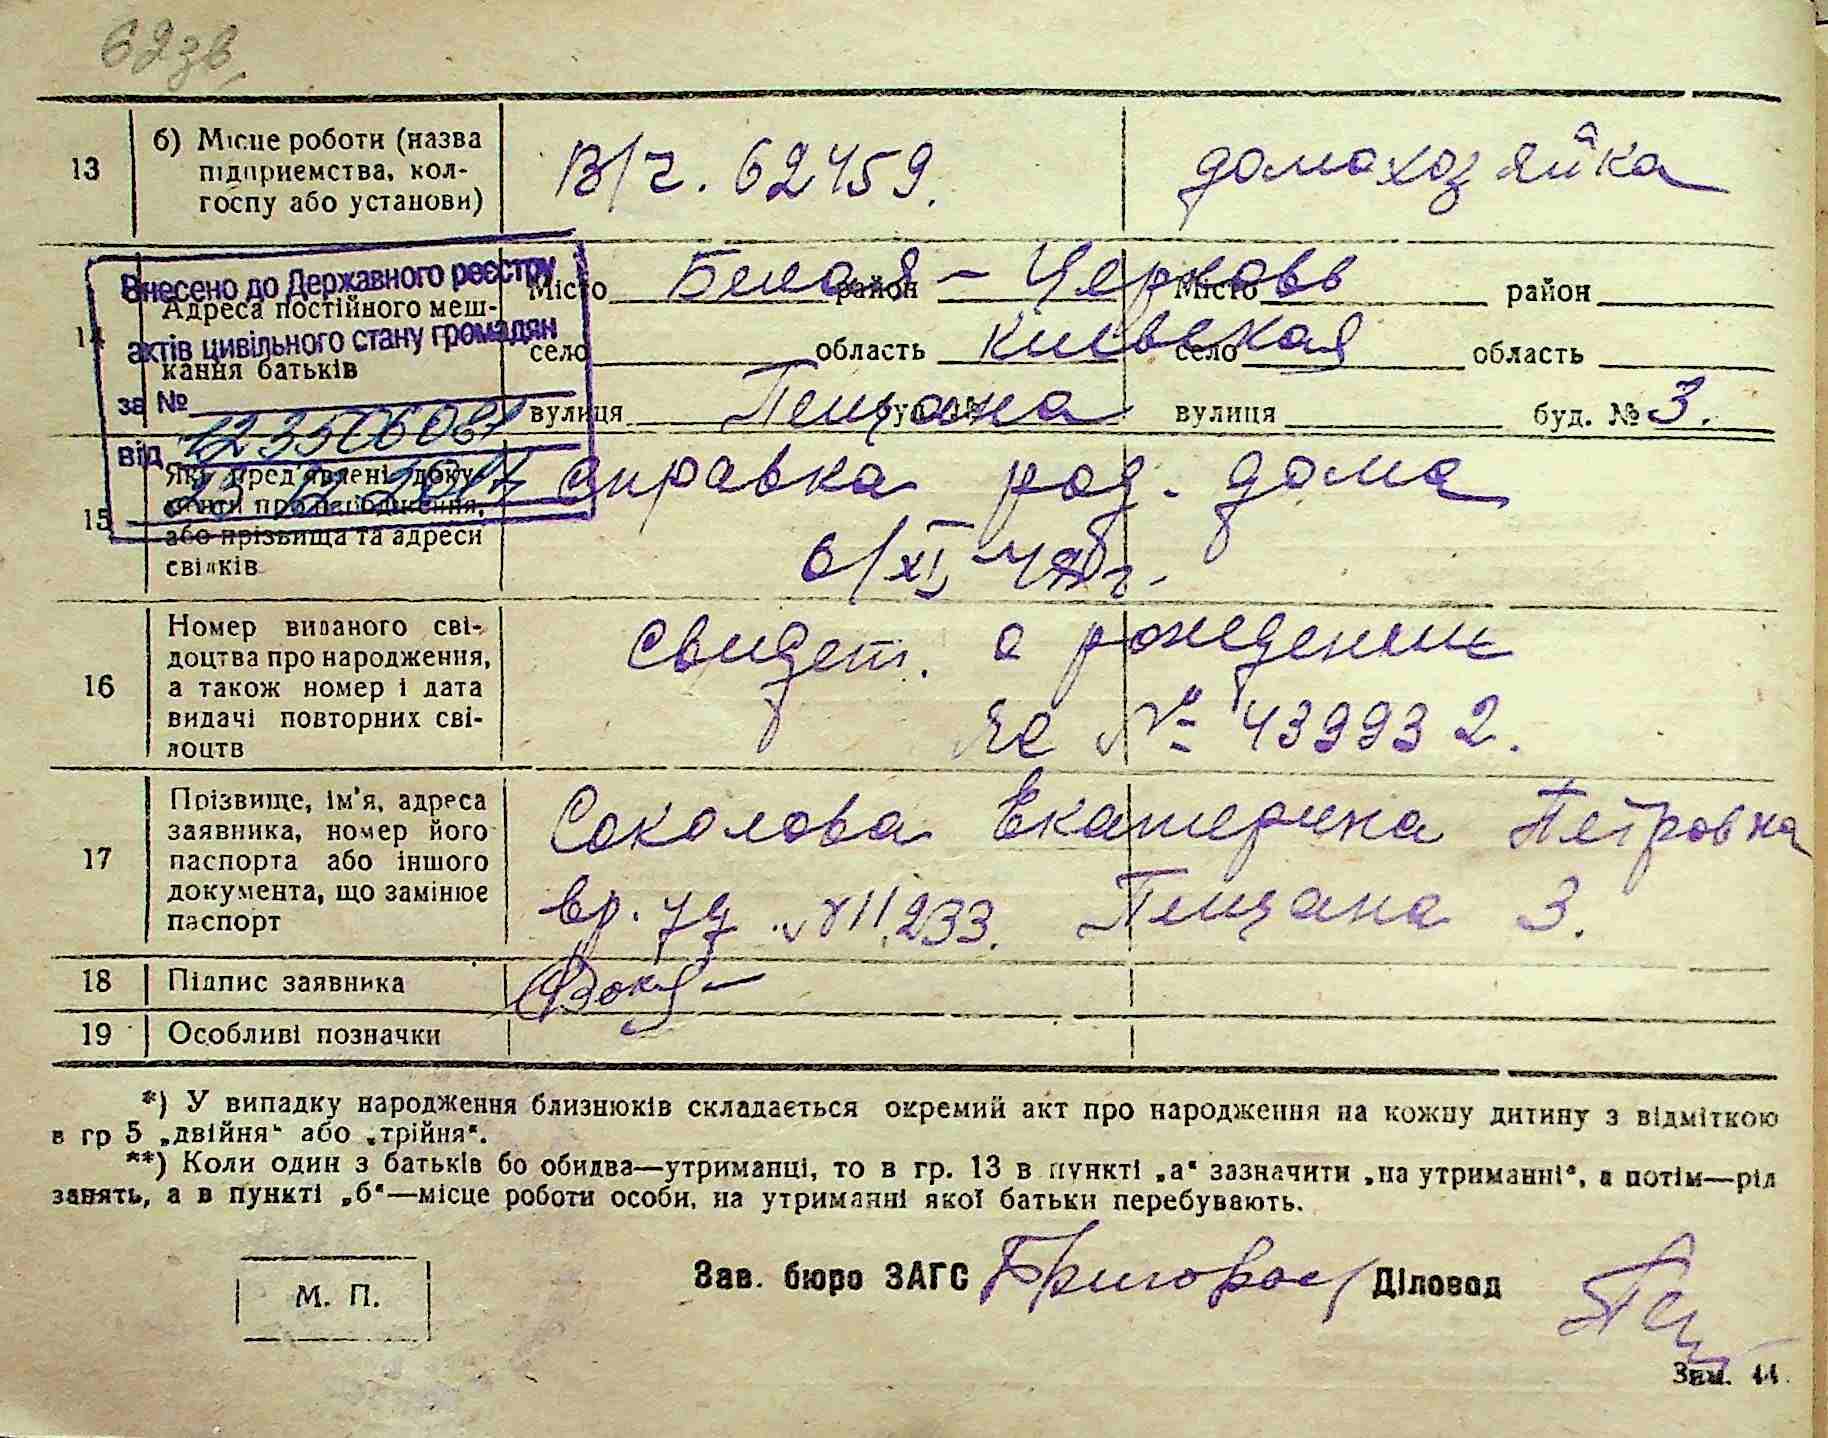 62зв.
13
б) Місце роботи (назва
підприємства, кол-
госпу або установи)
В/ч. 62459.
домохозяйка
Внесено до Державного реєстру
актів цивільного стану громадян
за №
від
14
Адреса постійного меш-
кання батьків
Місто Белая - Церковь район
Місто район
село область Киевская
село область
вулиця Пещана буд. №
вулиця буд. № 3.
15
Які пред'явлені доку-
менти про народження,
або прізвища та адреси
свідків
справка род. дома
16
Номер виданого сві-
доцтва про народження,
а також номер і дата
видачі повторних сві-
доцтв
Свидет. о рождении
№ 439932.
17
Прізвище, ім'я, адреса
заявника, номер його
паспорта або іншого
документа, що замінює
паспорт
Соколова Екатерина Петровна
233. Пещана 3.
18
Підпис заявника
19
Особливі позначки
*) У випадку народження близнюків складається окремий акт про народження на кожну дитину з відміткою
в гр 5 „двійня“ або „трійня“.
**) Коли один з батьків бо обидва—утриманці, то в гр. 13 в пункті „а“ зазначити „на утриманні“, а потім—рід
занять, а в пункті „б“—місце роботи особи, на утриманні якої батьки перебувають.
М. П.
Зав. бюро ЗАГС
Діловод
Зам. 44